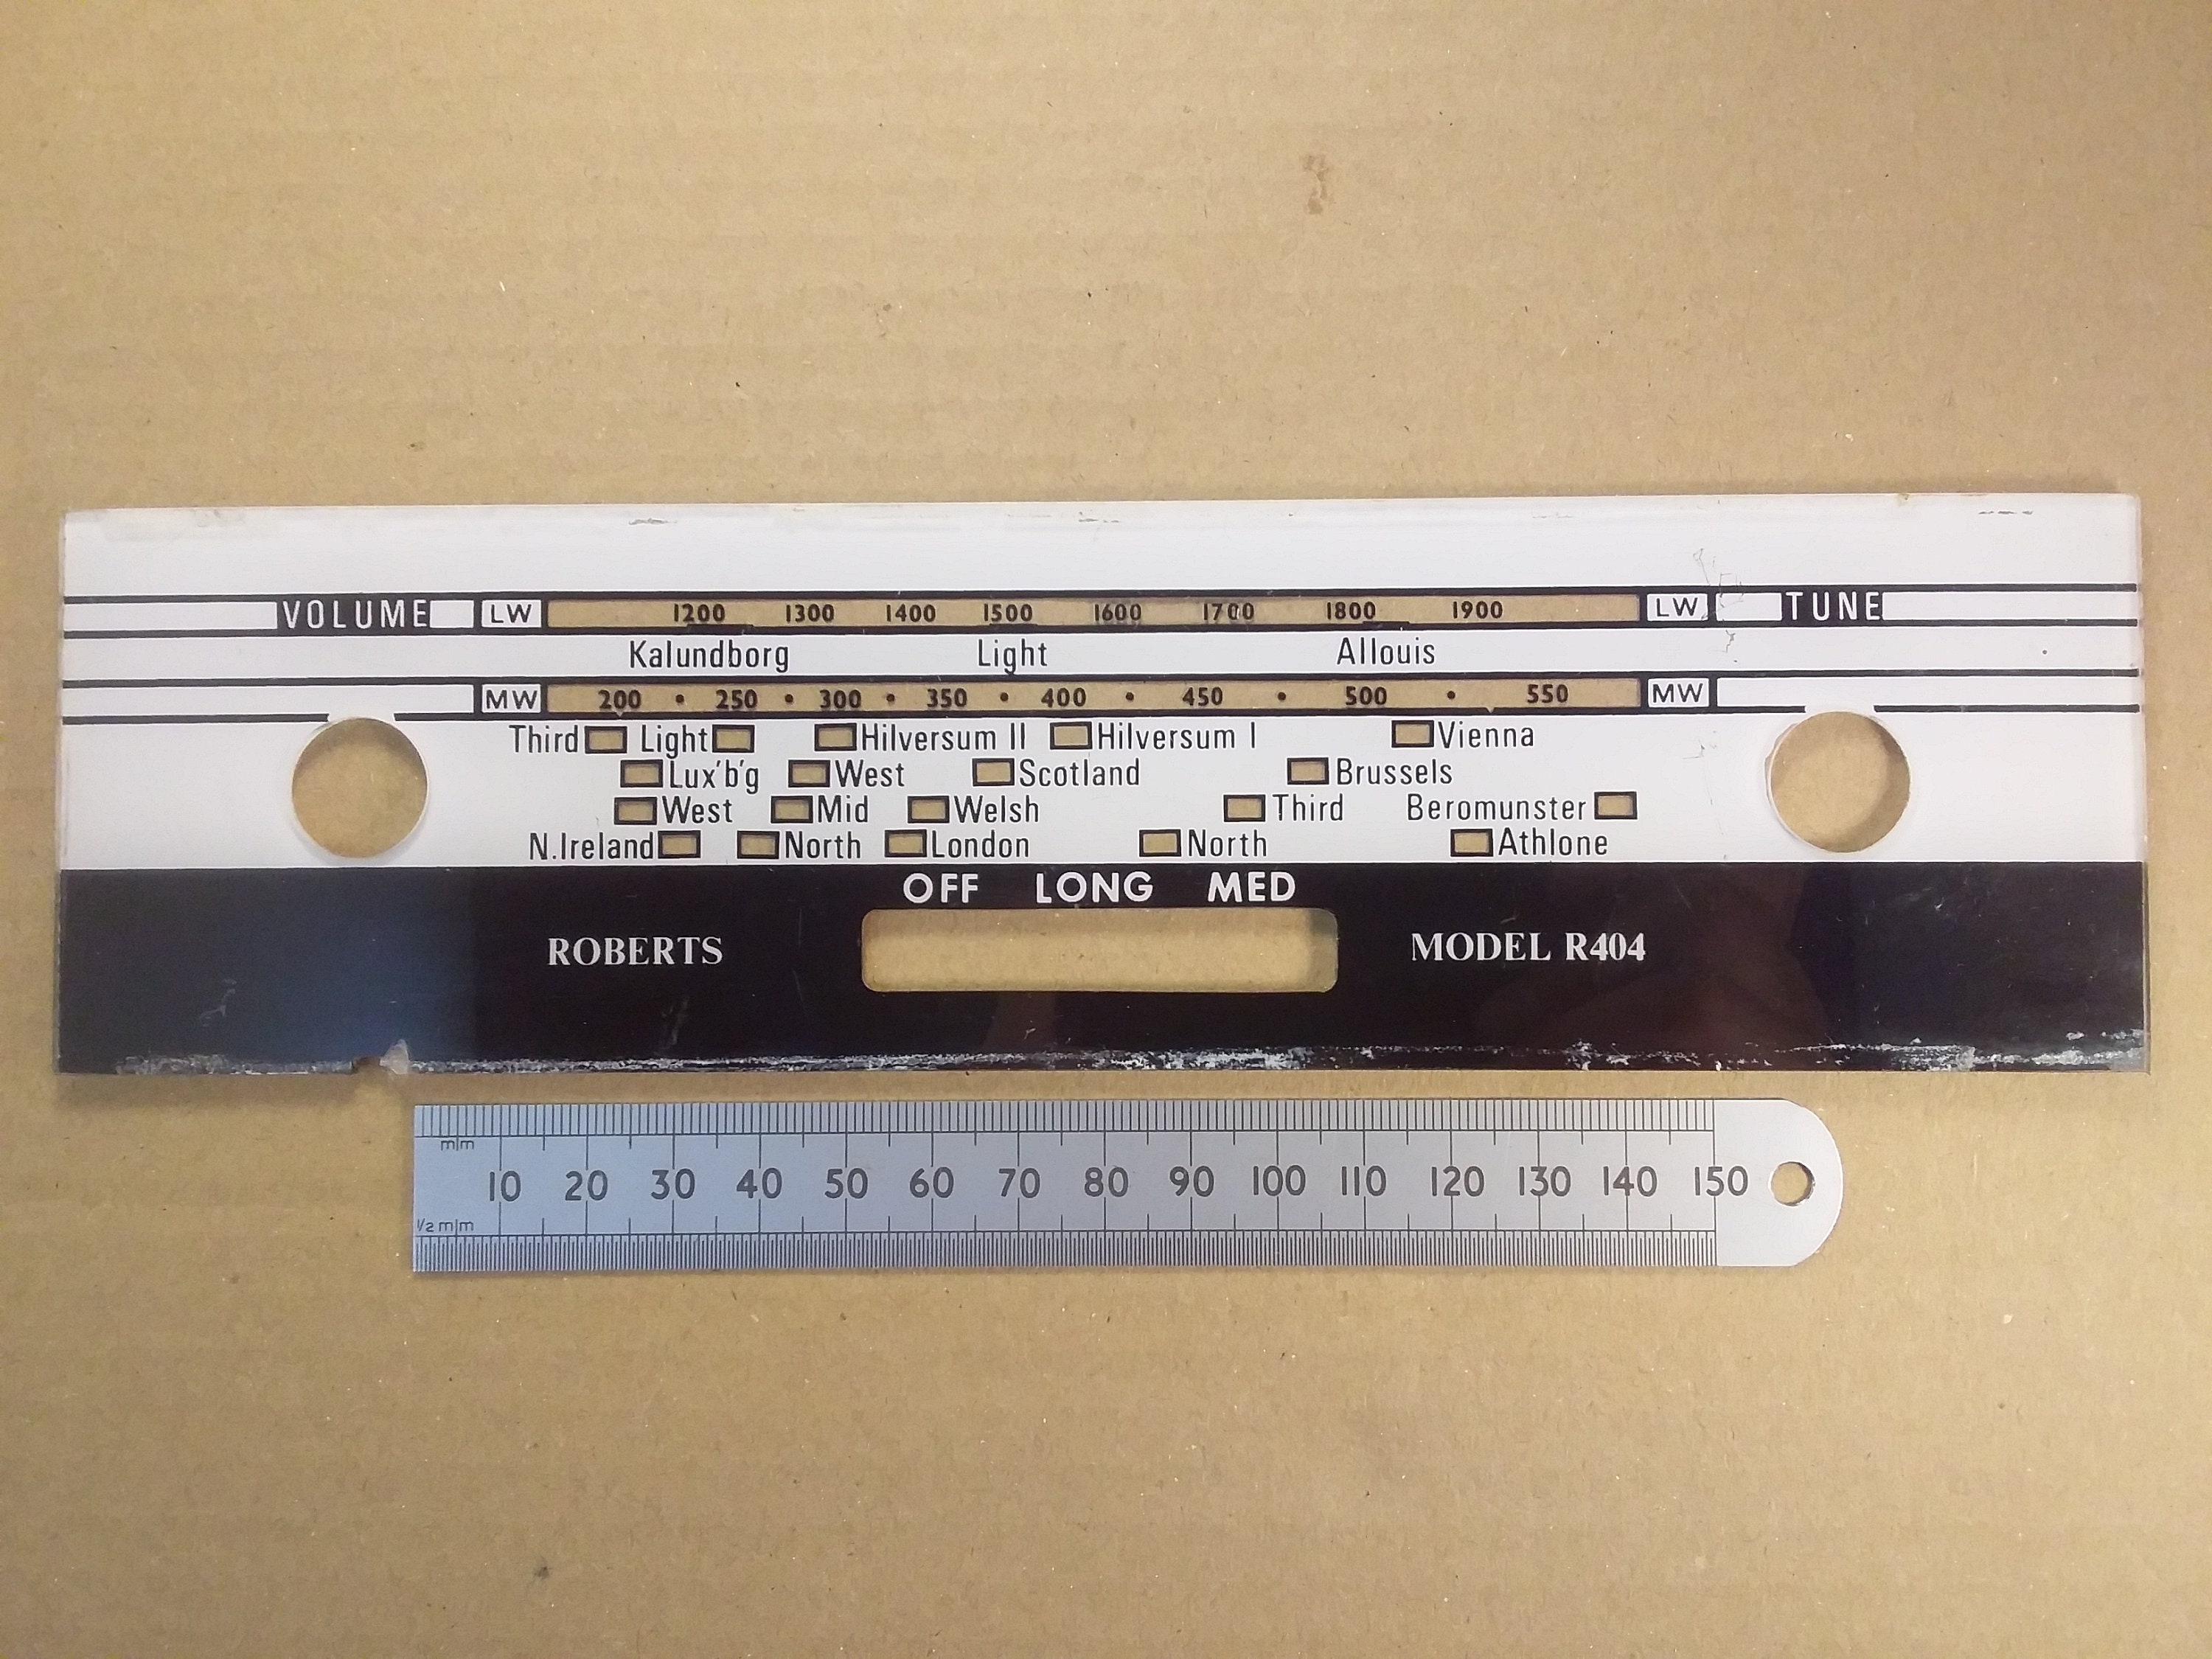 VOLUME LW 1200 1300 1400 1500 1600 1700 1800 1900 LW TUNE
Kalundborg Light Allouis
MW 200 • 250 • 300 • 350 • 400 • 450 • 500 • 550 MW
Third Light Hilversum II Hilversum I Vienna
Lux'b'g West Scotland Brussels
West Mid Welsh Third Beromunster
N.Ireland North London North Athlone
OFF LONG MED
ROBERTS MODEL R404
m|m
10 20 30 40 50 60 70 80 90 100 110 120 130 140 150
1/2 m|m